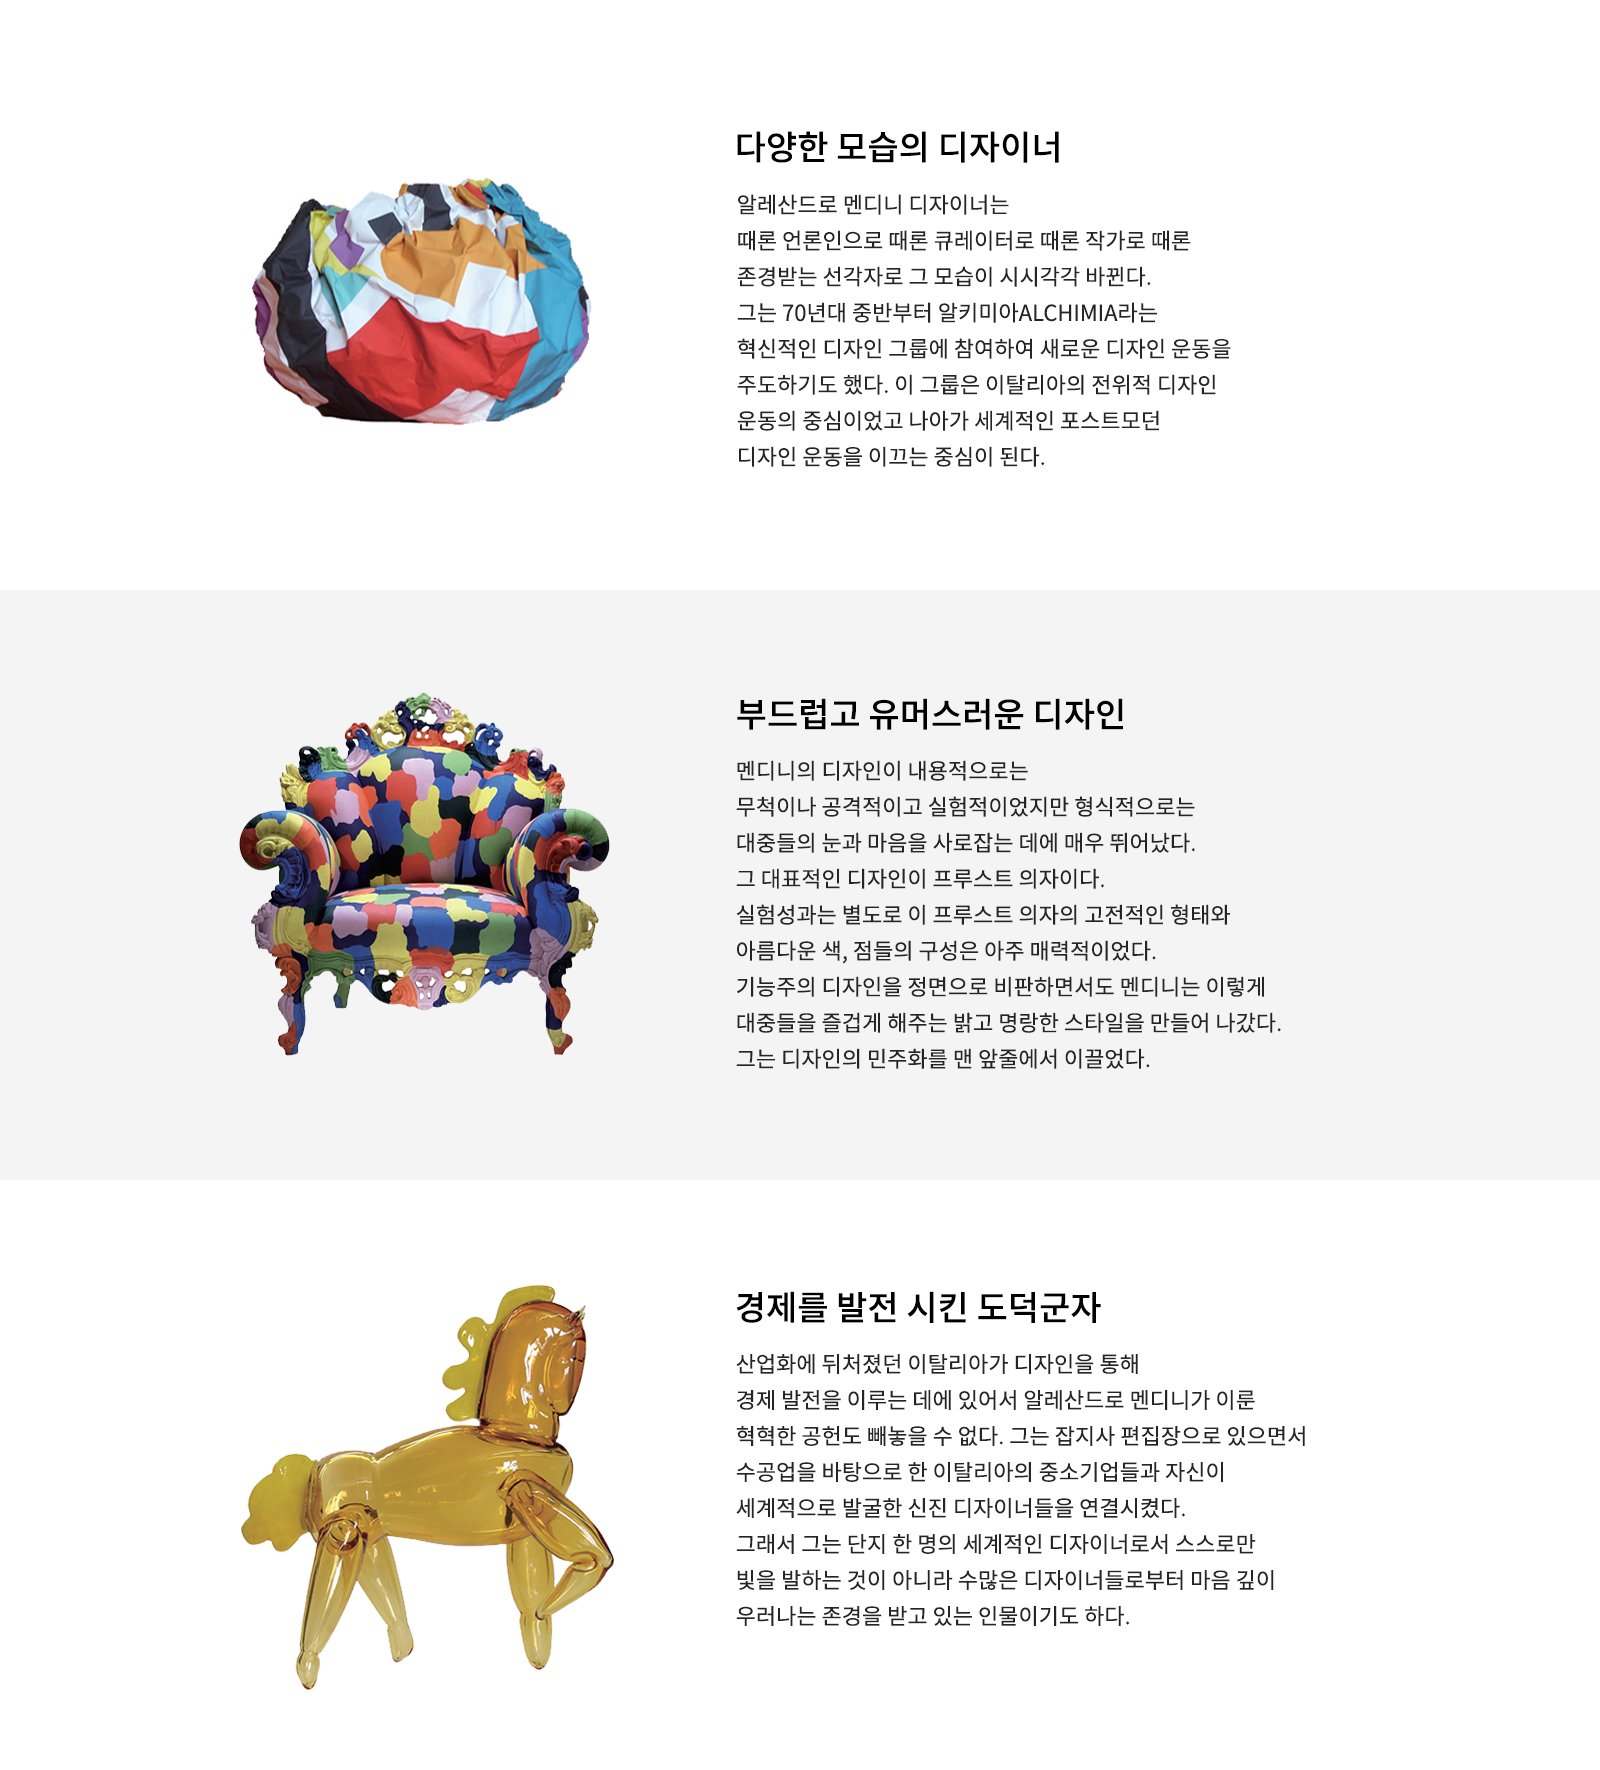 다양한 모습의 디자이너
알레산드로 멘디니 디자이너는
때론 언론인으로 때론 큐레이터로 때론 작가로 때론
존경받는 선각자로 그 모습이 시시각각 바뀐다.
그는 70년대 중반부터 알키미아ALCHIMIA라는
혁신적인 디자인 그룹에 참여하여 새로운 디자인 운동을
주도하기도 했다. 이 그룹은 이탈리아의 전위적 디자인
운동의 중심이었고 나아가 세계적인 포스트모던
디자인 운동을 이끄는 중심이 된다.
부드럽고 유머스러운 디자인
멘디니의 디자인이 내용적으로는
무척이나 공격적이고 실험적이었지만 형식적으로는
대중들의 눈과 마음을 사로잡는 데에 매우 뛰어났다.
그 대표적인 디자인이 프루스트 의자이다.
실험성과는 별도로 이 프루스트 의자의 고전적인 형태와
아름다운 색, 점들의 구성은 아주 매력적이었다.
기능주의 디자인을 정면으로 비판하면서도 멘디니는 이렇게
대중들을 즐겁게 해주는 밝고 명랑한 스타일을 만들어 나갔다.
그는 디자인의 민주화를 맨 앞줄에서 이끌었다.
경제를 발전 시킨 도덕군자
산업화에 뒤처졌던 이탈리아가 디자인을 통해
경제 발전을 이루는 데에 있어서 알레산드로 멘디니가 이룬
혁혁한 공헌도 빼놓을 수 없다. 그는 잡지사 편집장으로 있으면서
수공업을 바탕으로 한 이탈리아의 중소기업들과 자신이
세계적으로 발굴한 신진 디자이너들을 연결시켰다.
그래서 그는 단지 한 명의 세계적인 디자이너로서 스스로만
빛을 발하는 것이 아니라 수많은 디자이너들로부터 마음 깊이
우러나는 존경을 받고 있는 인물이기도 하다.